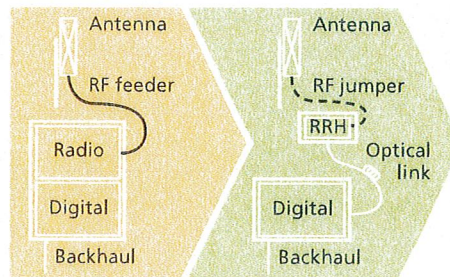 Antenna
RF feeder
Radio
Digital
Backhaul
Antenna
RF jumper
RRH
Optical
link
Digital
Backhaul